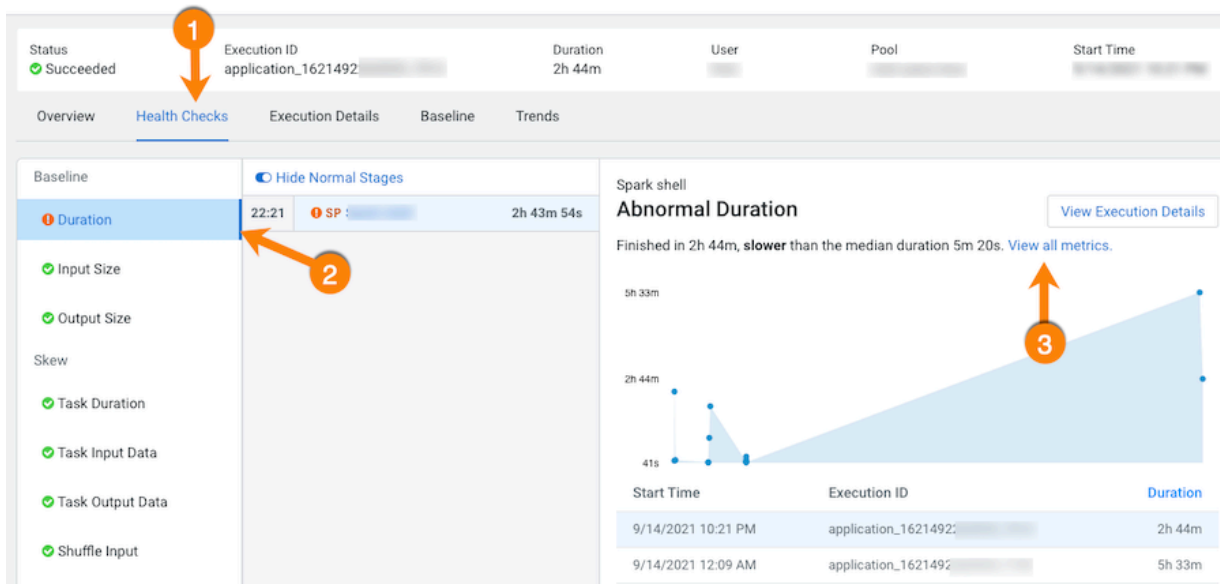 1
Status Execution ID Duration User Pool Start Time
Succeeded application_1621492 2h 44m
Overview Health Checks Execution Details Baseline Trends
Baseline
Duration
Input Size
Output Size
Skew
Task Duration
Task Input Data
Task Output Data
Shuffle Input
Hide Normal Stages
22:21 SP : 2h 43m 54s
2
Spark shell
Abnormal Duration
View Execution Details
Finished in 2h 44m, slower than the median duration 5m 20s. View all metrics.
3
5h 33m
2h 44m
41s
Start Time Execution ID Duration
9/14/2021 10:21 PM application_1621492 2h 44m
9/14/2021 12:09 AM application_1621492 5h 33m